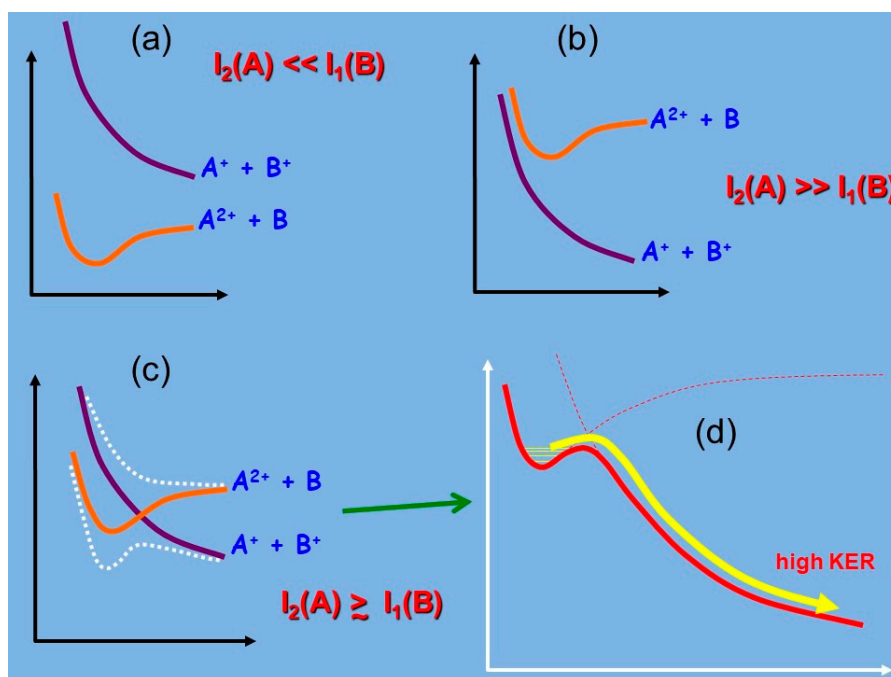 (a)
I₂(A) << I₁(B)
A⁺ + B⁺
A²⁺ + B
(b)
A²⁺ + B
I₂(A) >> I₁(B)
A⁺ + B⁺
(c)
A²⁺ + B
A⁺ + B⁺
I₂(A) ≳ I₁(B)
(d)
high KER